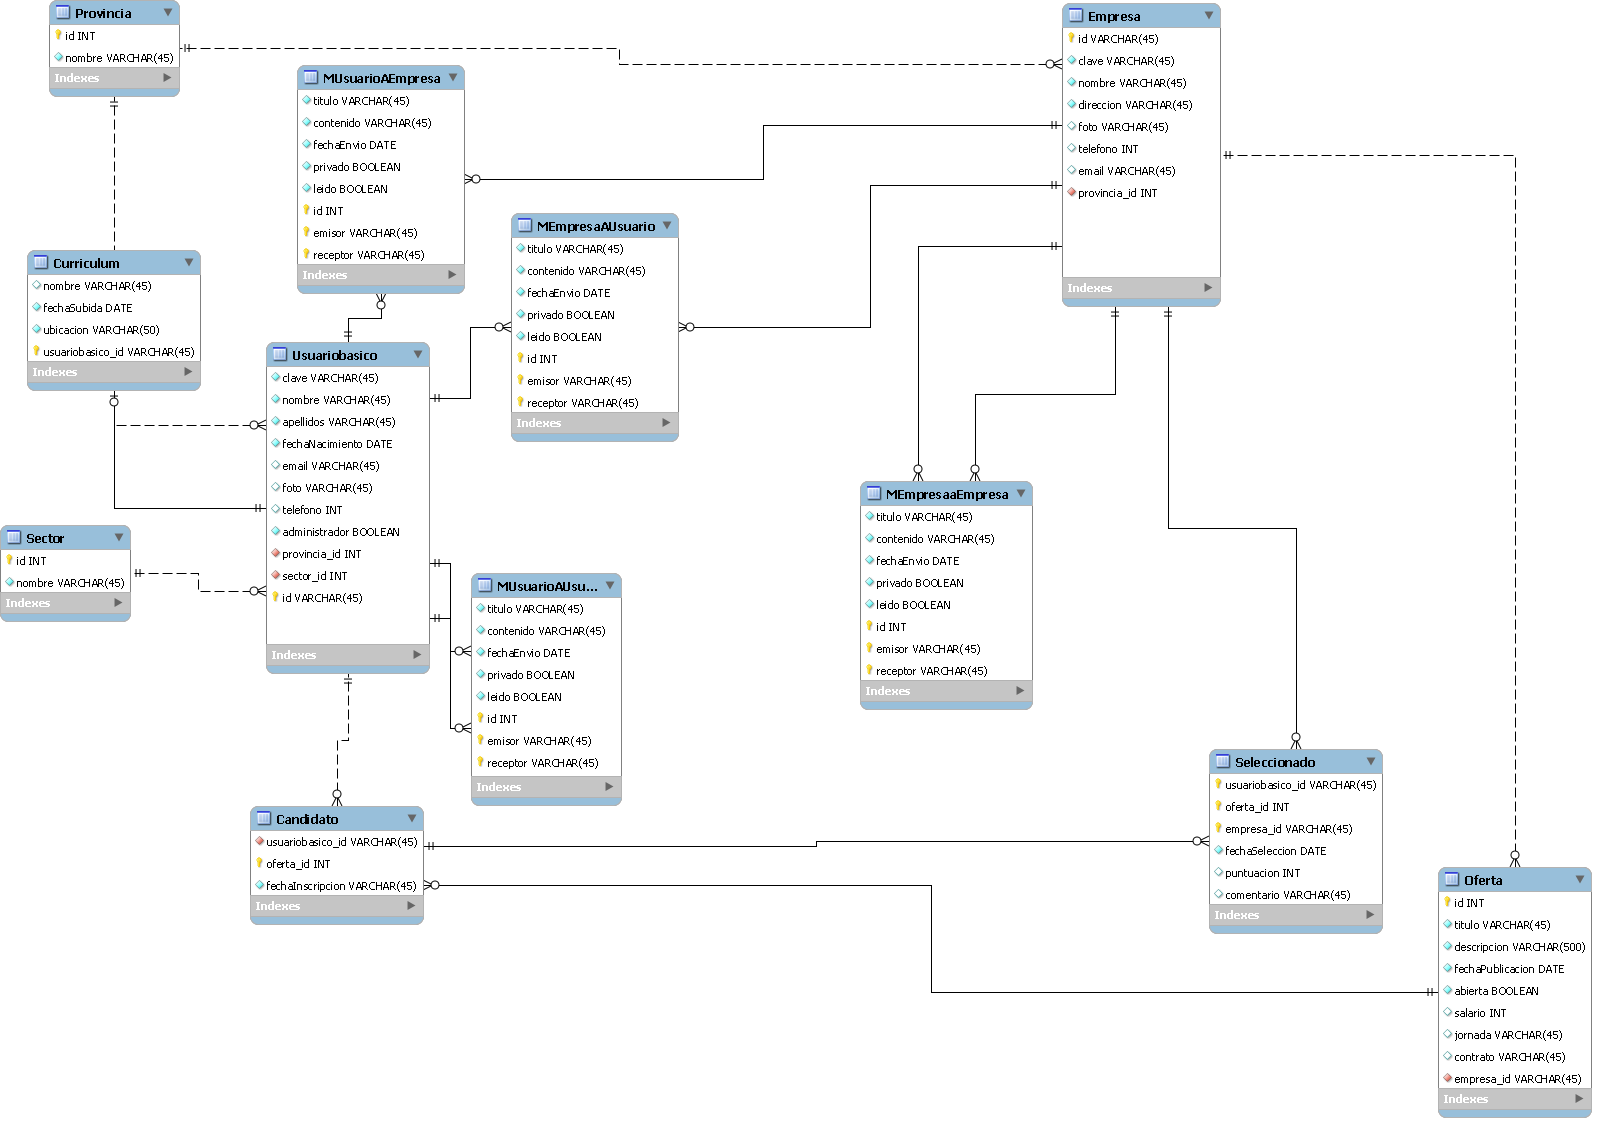 Provincia
id INT
nombre VARCHAR(45)
Indexes
MUsuarioAEmpresa
titulo VARCHAR(45)
contenido VARCHAR(45)
fechaEnvio DATE
privado BOOLEAN
leido BOOLEAN
id INT
emisor VARCHAR(45)
receptor VARCHAR(45)
Indexes
Empresa
id VARCHAR(45)
clave VARCHAR(45)
nombre VARCHAR(45)
direccion VARCHAR(45)
foto VARCHAR(45)
telefono INT
email VARCHAR(45)
provincia_id INT
Indexes
MEmpresaAUsuario
titulo VARCHAR(45)
contenido VARCHAR(45)
fechaEnvio DATE
privado BOOLEAN
leido BOOLEAN
id INT
emisor VARCHAR(45)
receptor VARCHAR(45)
Indexes
Curriculum
nombre VARCHAR(45)
fechaSubida DATE
ubicacion VARCHAR(50)
usuariobasico_id VARCHAR(45)
Indexes
Usuariobasico
clave VARCHAR(45)
nombre VARCHAR(45)
apellidos VARCHAR(45)
fechaNacimiento DATE
email VARCHAR(45)
foto VARCHAR(45)
telefono INT
administrador BOOLEAN
provincia_id INT
sector_id INT
id VARCHAR(45)
Indexes
Sector
id INT
nombre VARCHAR(45)
Indexes
MUsuarioAUsu...
titulo VARCHAR(45)
contenido VARCHAR(45)
fechaEnvio DATE
privado BOOLEAN
leido BOOLEAN
id INT
emisor VARCHAR(45)
receptor VARCHAR(45)
Indexes
MEmpresaaEmpresa
titulo VARCHAR(45)
contenido VARCHAR(45)
fechaEnvio DATE
privado BOOLEAN
leido BOOLEAN
id INT
emisor VARCHAR(45)
receptor VARCHAR(45)
Indexes
Candidato
usuariobasico_id VARCHAR(45)
oferta_id INT
fechaInscripcion VARCHAR(45)
Indexes
Seleccionado
usuariobasico_id VARCHAR(45)
oferta_id INT
empresa_id VARCHAR(45)
fechaSeleccion DATE
puntuacion INT
comentario VARCHAR(45)
Indexes
Oferta
id INT
titulo VARCHAR(45)
descripcion VARCHAR(500)
fechaPublicacion DATE
abierta BOOLEAN
salario INT
jornada VARCHAR(45)
contrato VARCHAR(45)
empresa_id VARCHAR(45)
Indexes